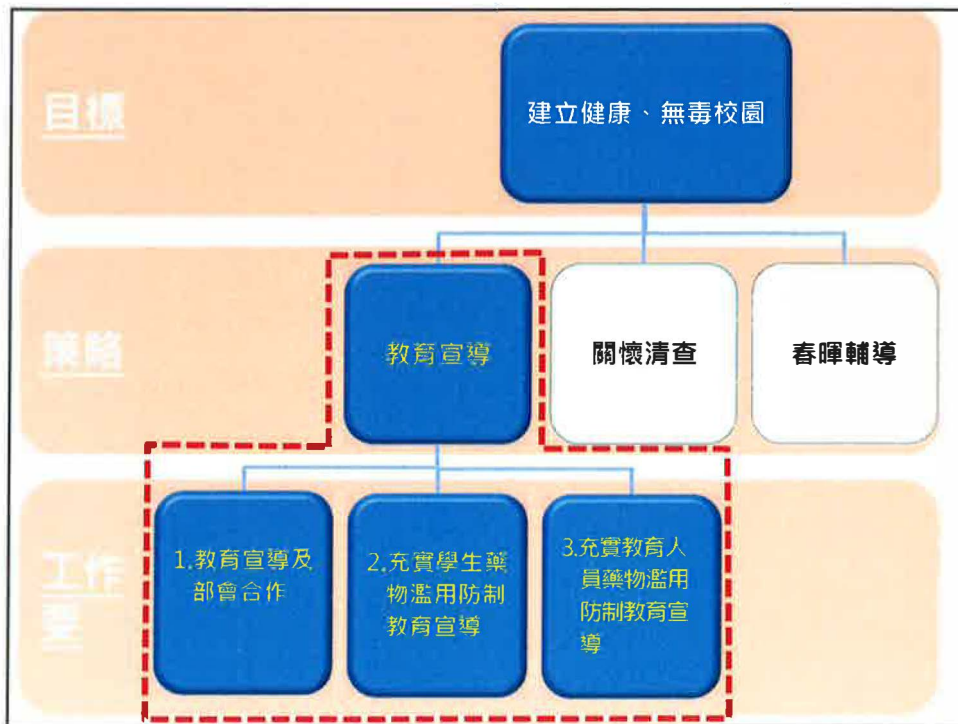 目標
建立健康、無毒校園
策略
教育宣導
關懷清查
春暉輔導
工作
1.教育宣導及
部會合作
2.充實學生藥
物濫用防制
教育宣導
3.充實教育人
員藥物濫用
防制教育宣
導